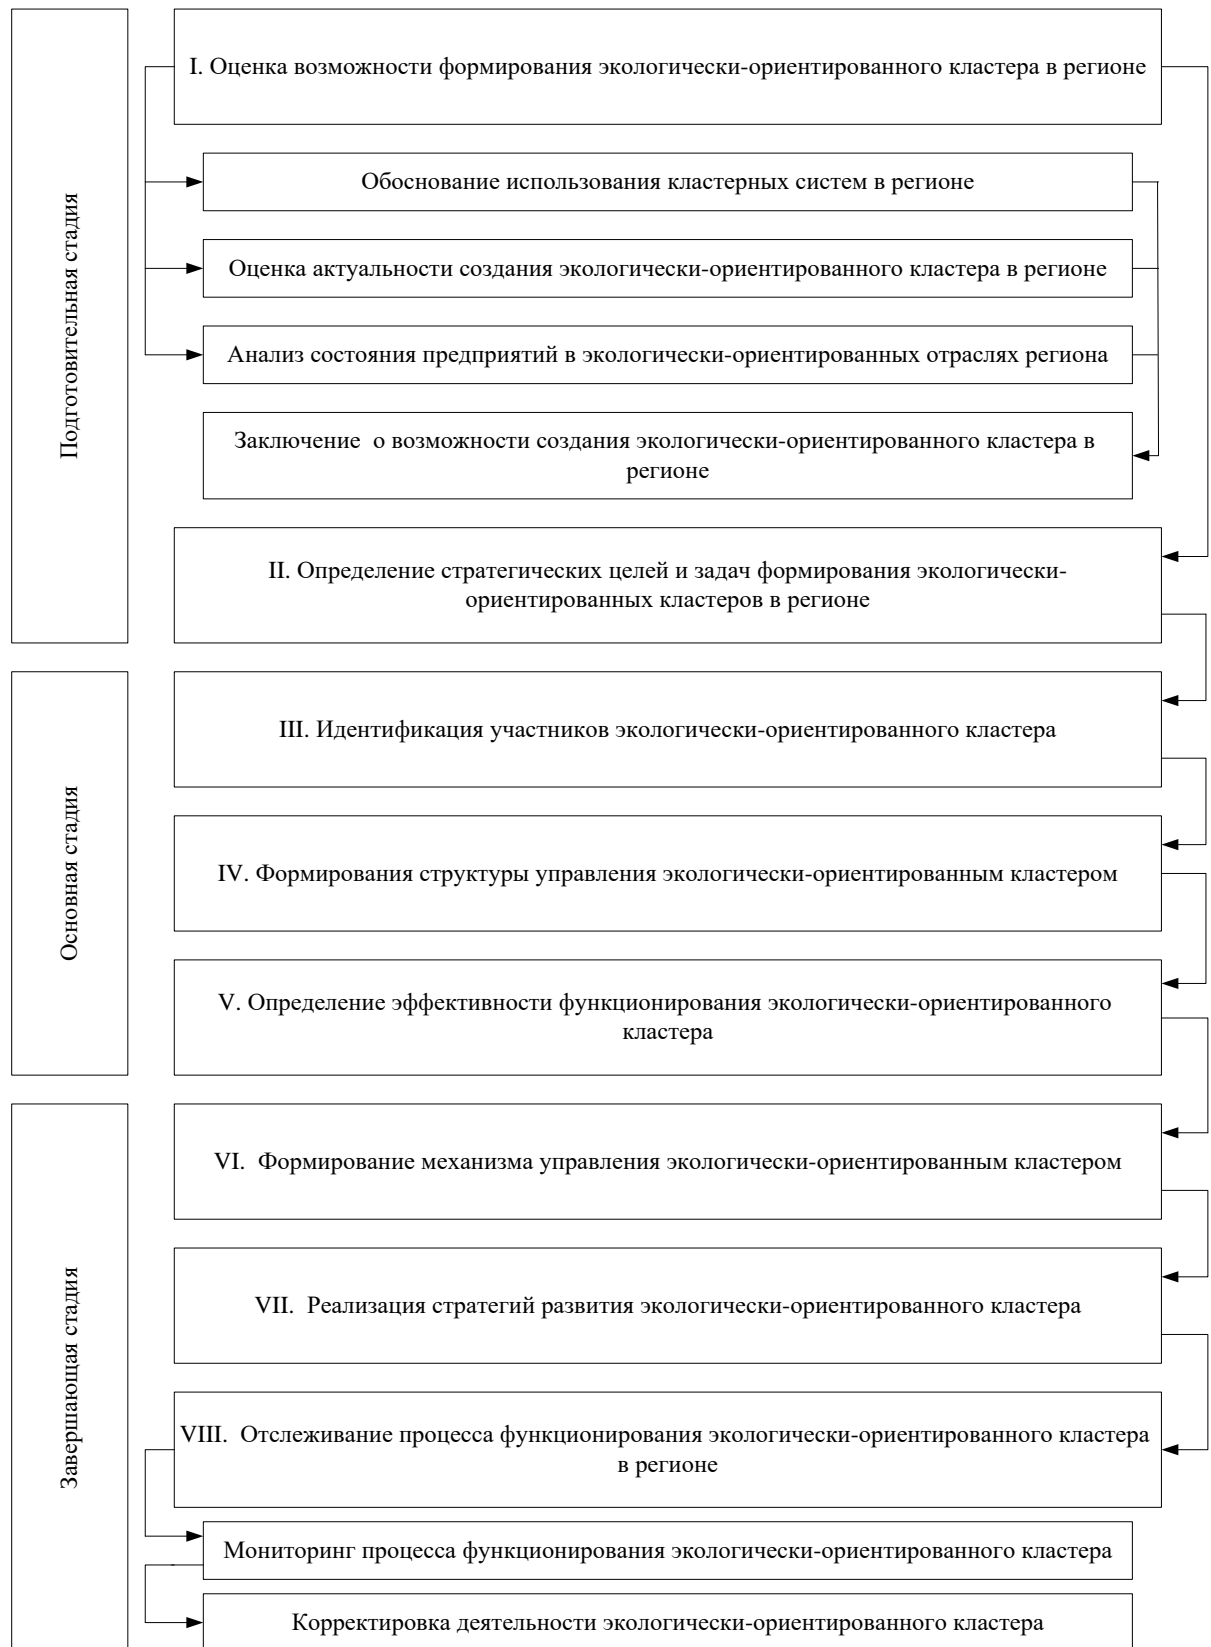 Подготовительная стадия
I. Оценка возможности формирования экологически-ориентированного кластера в регионе
Обоснование использования кластерных систем в регионе
Оценка актуальности создания экологически-ориентированного кластера в регионе
Анализ состояния предприятий в экологически-ориентированных отраслях региона
Заключение  о возможности создания экологически-ориентированного кластера в
регионе
II. Определение стратегических целей и задач формирования экологически-
ориентированных кластеров в регионе
Основная стадия
III. Идентификация участников экологически-ориентированного кластера
IV. Формирования структуры управления экологически-ориентированным кластером
V. Определение эффективности функционирования экологически-ориентированного
кластера
Завершающая стадия
VI.  Формирование механизма управления экологически-ориентированным кластером
VII.  Реализация стратегий развития экологически-ориентированного кластера
VIII.  Отслеживание процесса функционирования экологически-ориентированного кластера
в регионе
Мониторинг процесса функционирования экологически-ориентированного кластера
Корректировка деятельности экологически-ориентированного кластера